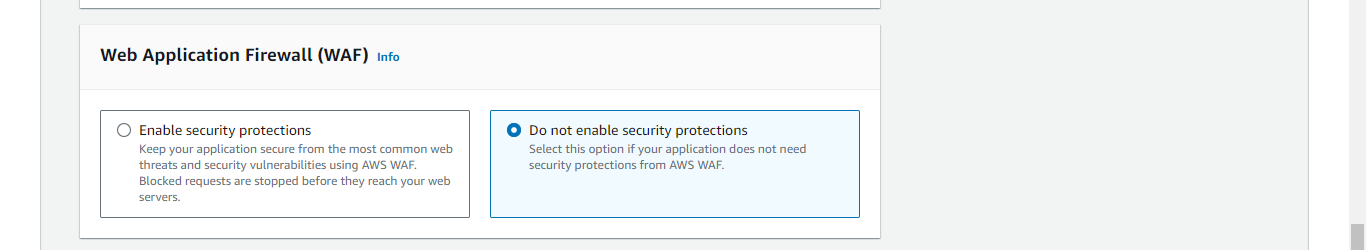 Web Application Firewall (WAF) Info
Enable security protections
Keep your application secure from the most common web
threats and security vulnerabilities using AWS WAF.
Blocked requests are stopped before they reach your web
servers.
Do not enable security protections
Select this option if your application does not need
security protections from AWS WAF.